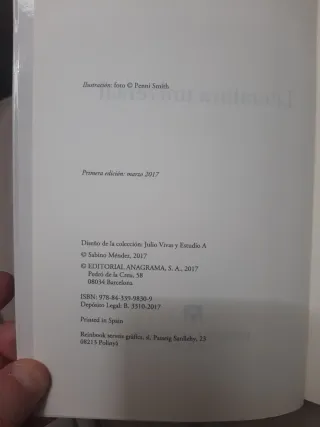 Ilustración: foto © Penni Smith
Primera edición: marzo 2017
Diseño de la colección: Julio Vivas y Estudio A
© Sabino Méndez, 2017
© EDITORIAL ANAGRAMA, S. A., 2017
Pedró de la Creu, 58
08034 Barcelona
ISBN: 978-84-339-9830-9
Depósito Legal: B. 3310-2017
Printed in Spain
Reinbook serveis gràfics, sl, Passeig Sanllehy, 23
08213 Polinyà